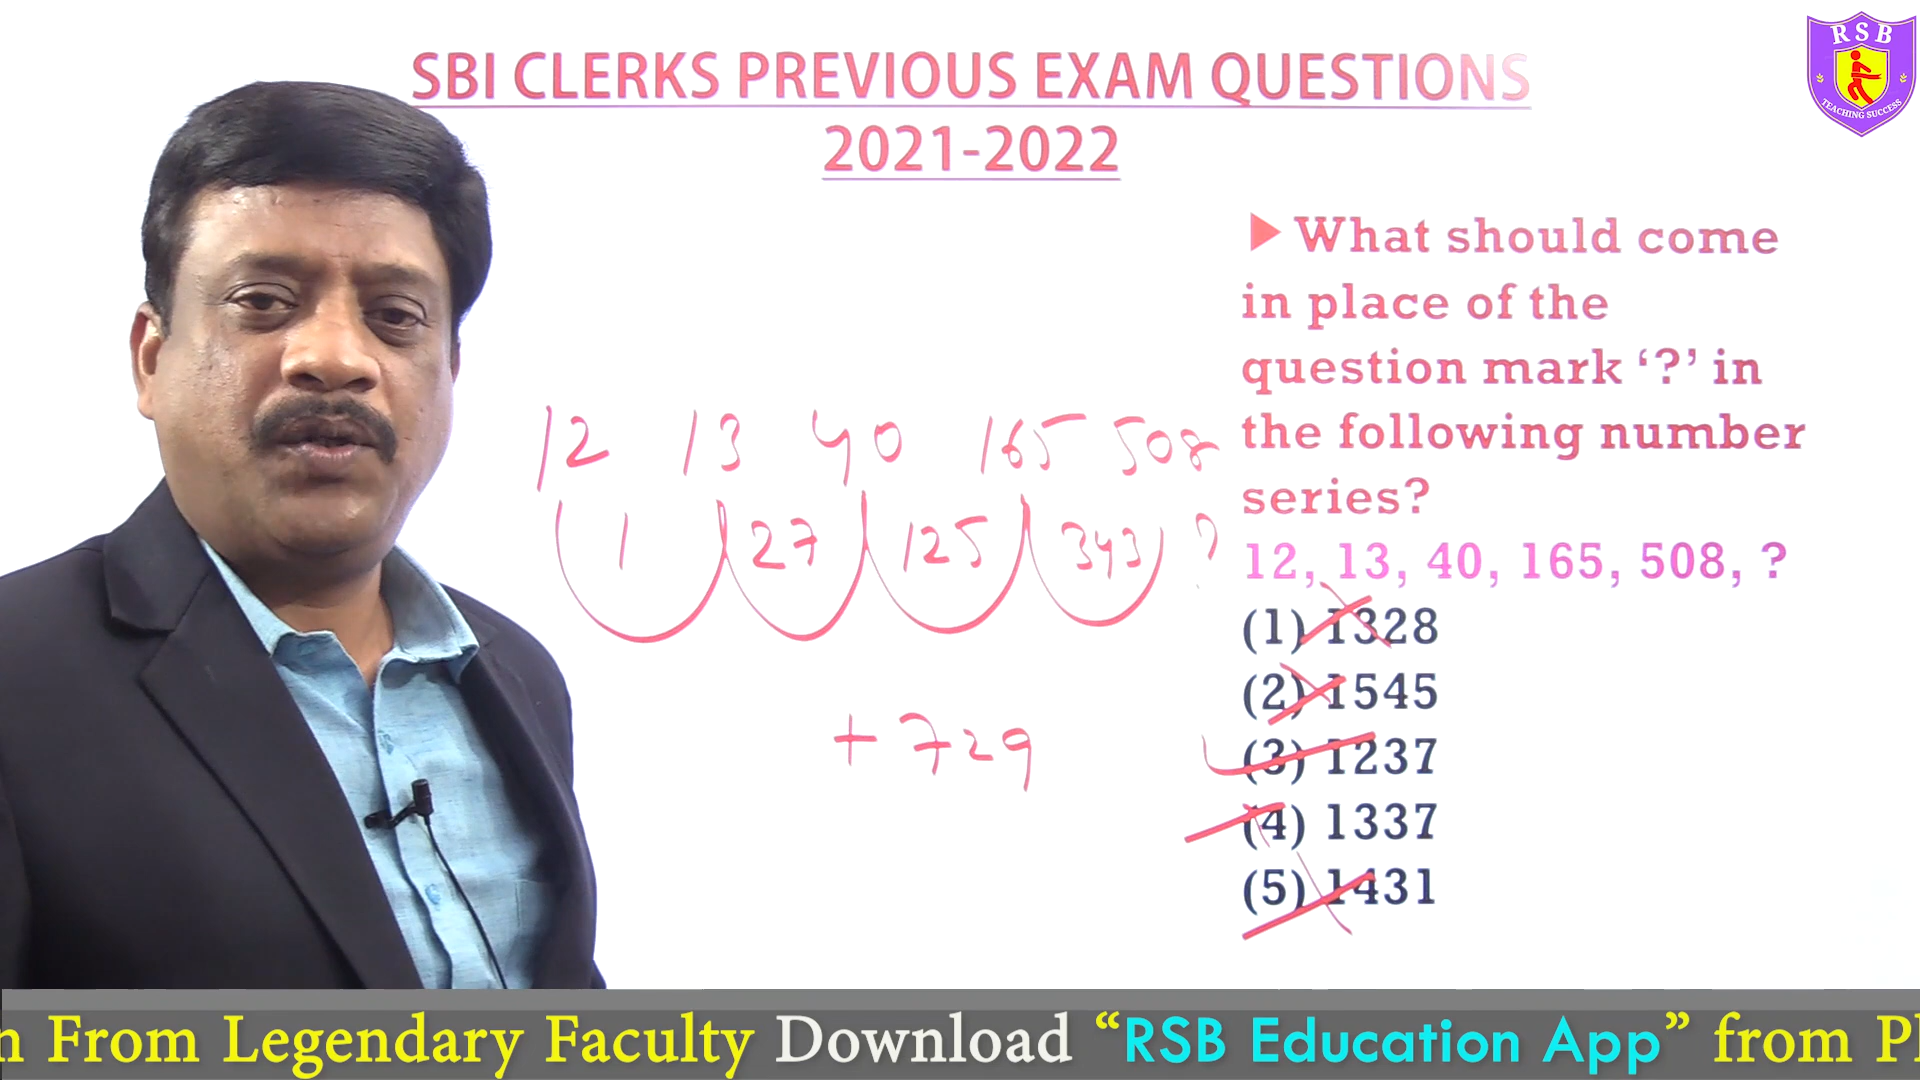 RSB
TEACHING SUCCESS
SBI CLERKS PREVIOUS EXAM QUESTIONS
2021-2022
▶ What should come
in place of the
question mark ‘?’ in
the following number
series?
12, 13, 40, 165, 508, ?
(1) 1328
(2) 1545
(3) 1237
(4) 1337
(5) 1431
12 13 40 165 508
1 27 125 343 ?
+ 729
n From Legendary Faculty Download “RSB Education App” from Pl